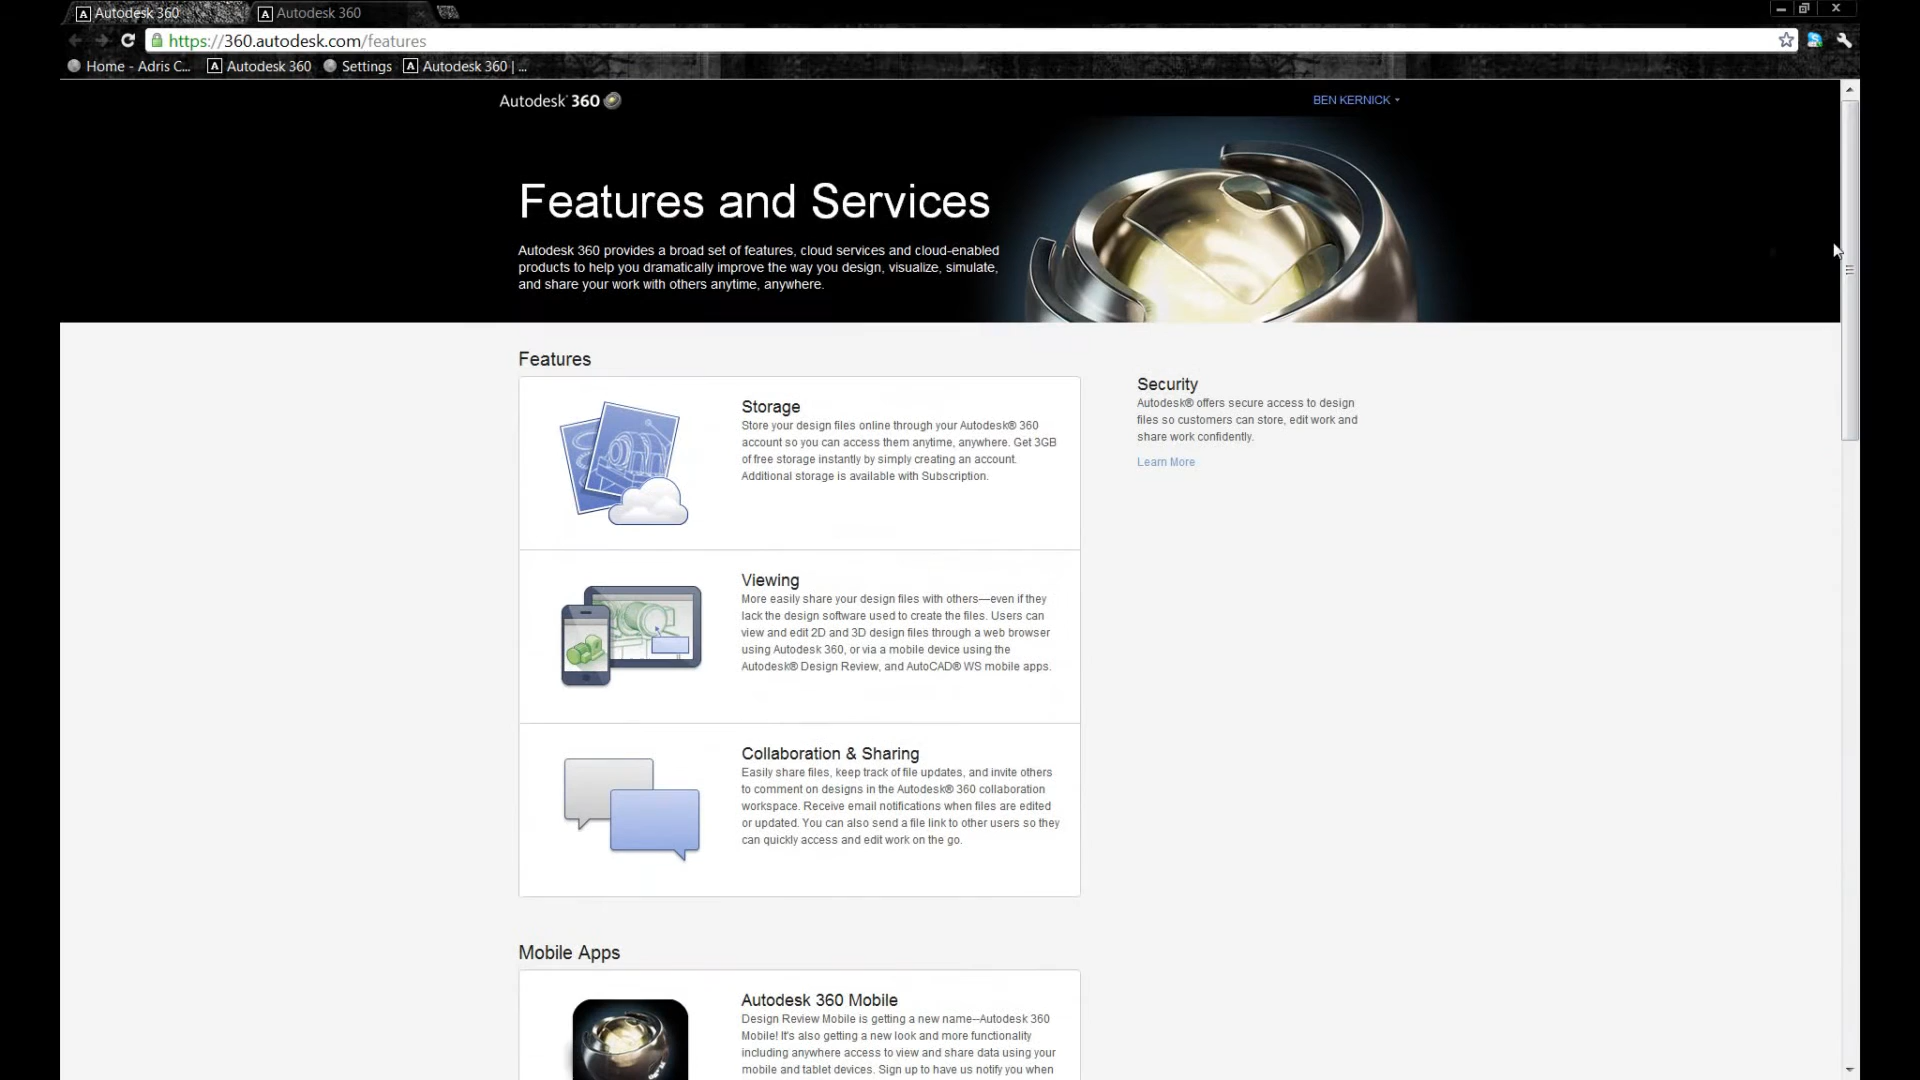 Autodesk 360
Autodesk 360
https://360.autodesk.com/features
Home - Adris C...
Autodesk 360
Settings
Autodesk 360 | ...
Autodesk® 360
BEN KERNICK
Features and Services
Autodesk 360 provides a broad set of features, cloud services and cloud-enabled
products to help you dramatically improve the way you design, visualize, simulate,
and share your work with others anytime, anywhere.
Features
Storage
Store your design files online through your Autodesk® 360
account so you can access them anytime, anywhere. Get 3GB
of free storage instantly by simply creating an account.
Additional storage is available with Subscription.
Security
Autodesk® offers secure access to design
files so customers can store, edit work and
share work confidently.
Learn More
Viewing
More easily share your design files with others—even if they
lack the design software used to create the files. Users can
view and edit 2D and 3D design files through a web browser
using Autodesk 360, or via a mobile device using the
Autodesk® Design Review, and AutoCAD® WS mobile apps.
Collaboration & Sharing
Easily share files, keep track of file updates, and invite others
to comment on designs in the Autodesk® 360 collaboration
workspace. Receive email notifications when files are edited
or updated. You can also send a file link to other users so they
can quickly access and edit work on the go.
Mobile Apps
Autodesk 360 Mobile
Design Review Mobile is getting a new name--Autodesk 360
Mobile! It's also getting a new look and more functionality
including anywhere access to view and share data using your
mobile and tablet devices. Sign up to have us notify you when